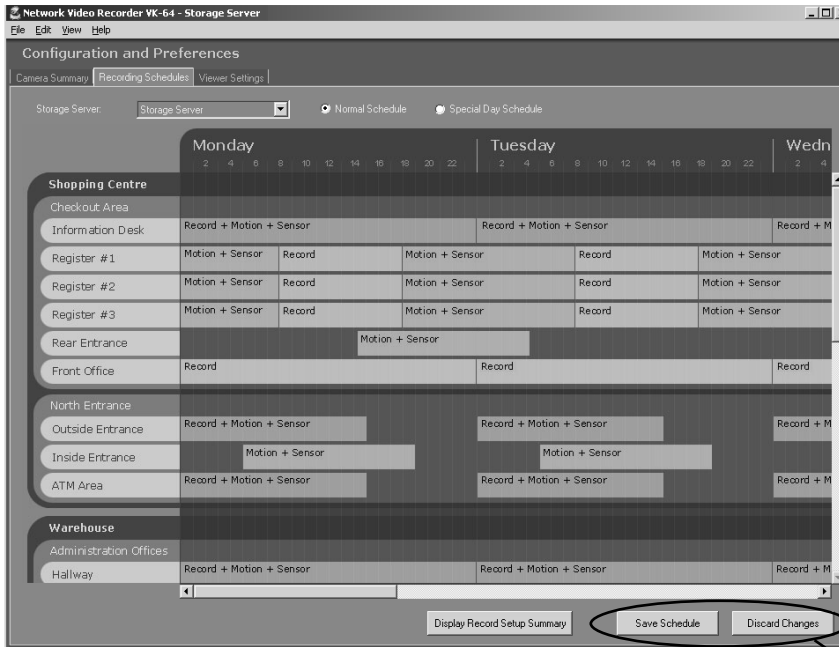 Network Video Recorder VK-64 - Storage Server
File Edit View Help
Configuration and Preferences
Camera Summary Recording Schedules Viewer Settings
Storage Server: Storage Server Normal Schedule Special Day Schedule
Monday Tuesday Wedn
2 4 6 8 10 12 14 16 18 20 22 2 4 6 8 10 12 14 16 18 20 22 2 4
Shopping Centre
Checkout Area
Information Desk Record + Motion + Sensor Record + Motion + Sensor Record + M
Register #1 Motion + Sensor Record Motion + Sensor Record Motion + Sensor
Register #2 Motion + Sensor Record Motion + Sensor Record Motion + Sensor
Register #3 Motion + Sensor Record Motion + Sensor Record Motion + Sensor
Rear Entrance Motion + Sensor
Front Office Record Record Record
North Entrance
Outside Entrance Record + Motion + Sensor Record + Motion + Sensor Record + M
Inside Entrance Motion + Sensor Motion + Sensor
ATM Area Record + Motion + Sensor Record + Motion + Sensor Record + M
Warehouse
Administration Offices
Hallway Record + Motion + Sensor Record + Motion + Sensor Record + M
Display Record Setup Summary Save Schedule Discard Changes